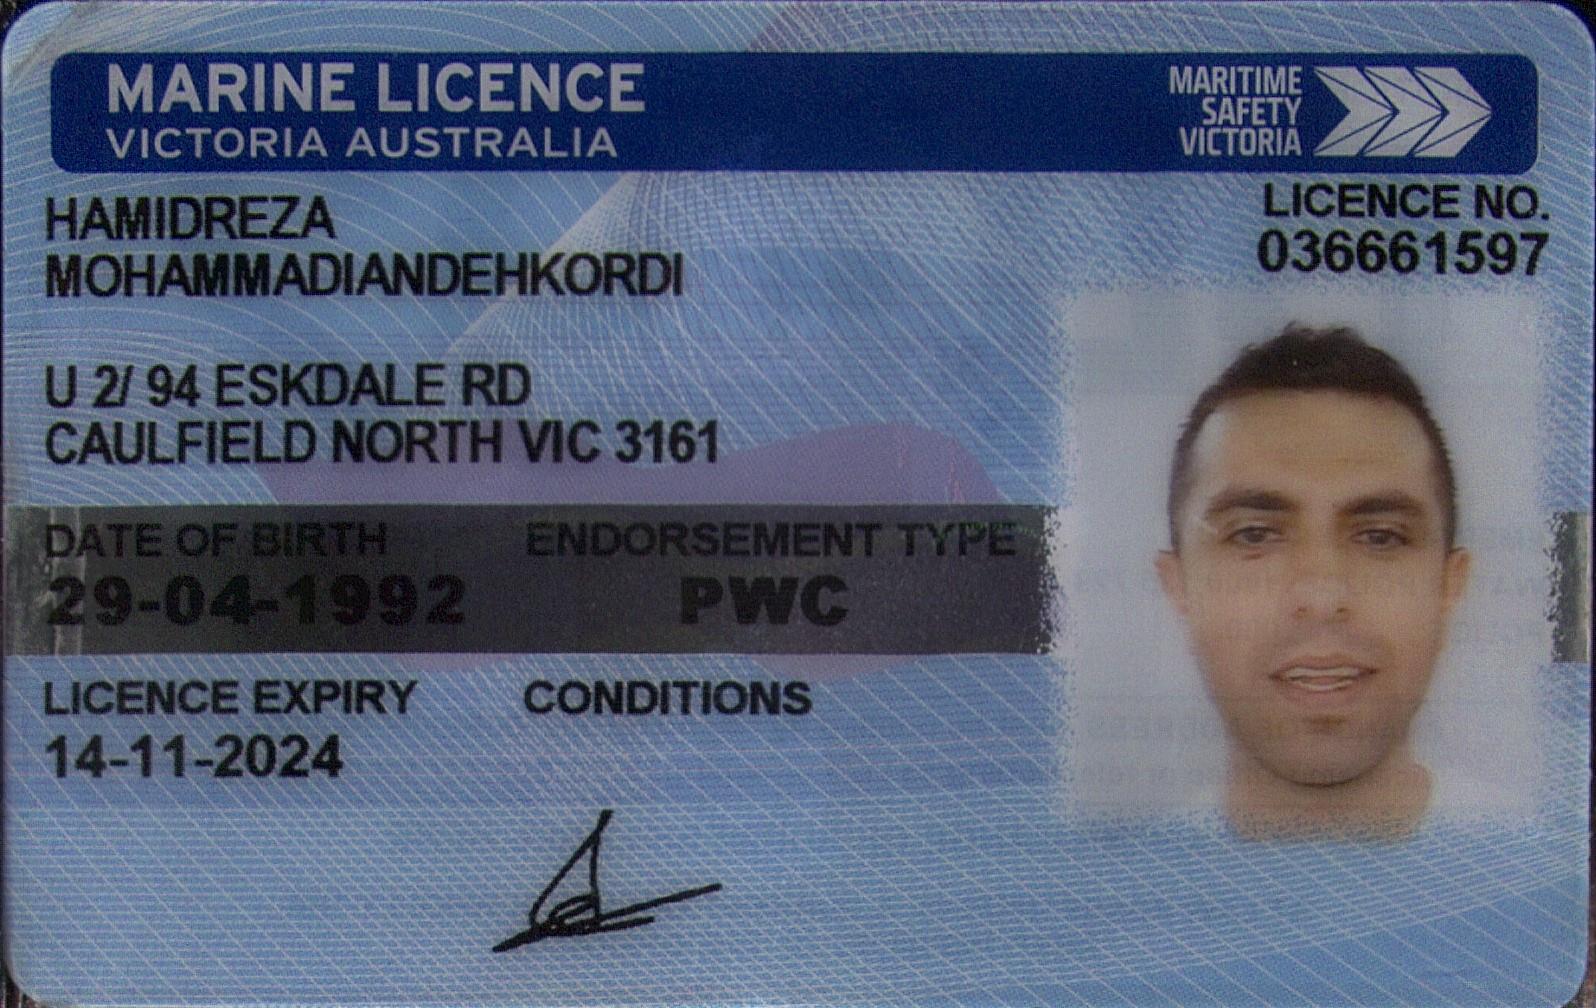 MARINE LICENCE
VICTORIA AUSTRALIA
MARITIME
SAFETY
VICTORIA
HAMIDREZA
MOHAMMADIANDEHKORDI
LICENCE NO.
036661597
U 2/ 94 ESKDALE RD
CAULFIELD NORTH VIC 3161
DATE OF BIRTH ENDORSEMENT TYPE
29-04-1992 PWC
LICENCE EXPIRY CONDITIONS
14-11-2024